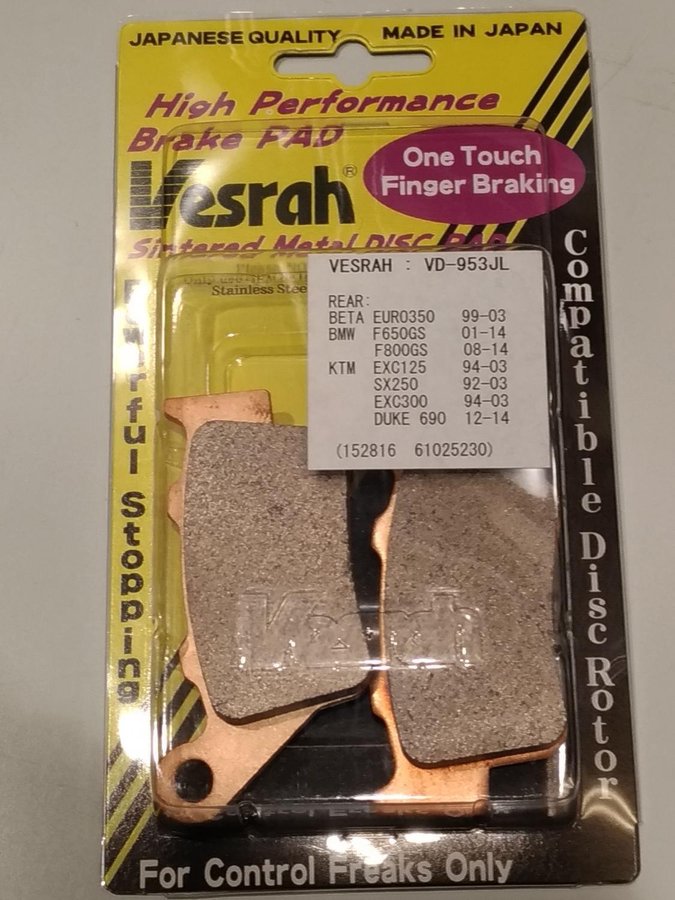 JAPANESE QUALITY MADE IN JAPAN
High Performance
Brake PAD
One Touch
Finger Braking
Vesrah®
Sintered Metal DISC PAD
Stainless Steel
VESRAH : VD-953JL
REAR:
BETA EURO350 99-03
BMW F650GS 01-14
F800GS 08-14
KTM EXC125 94-03
SX250 92-03
EXC300 94-03
DUKE 690 12-14
(152816 61025230)
Stopping
Compatible Disc Rotor
Vesrah
For Control Freaks Only